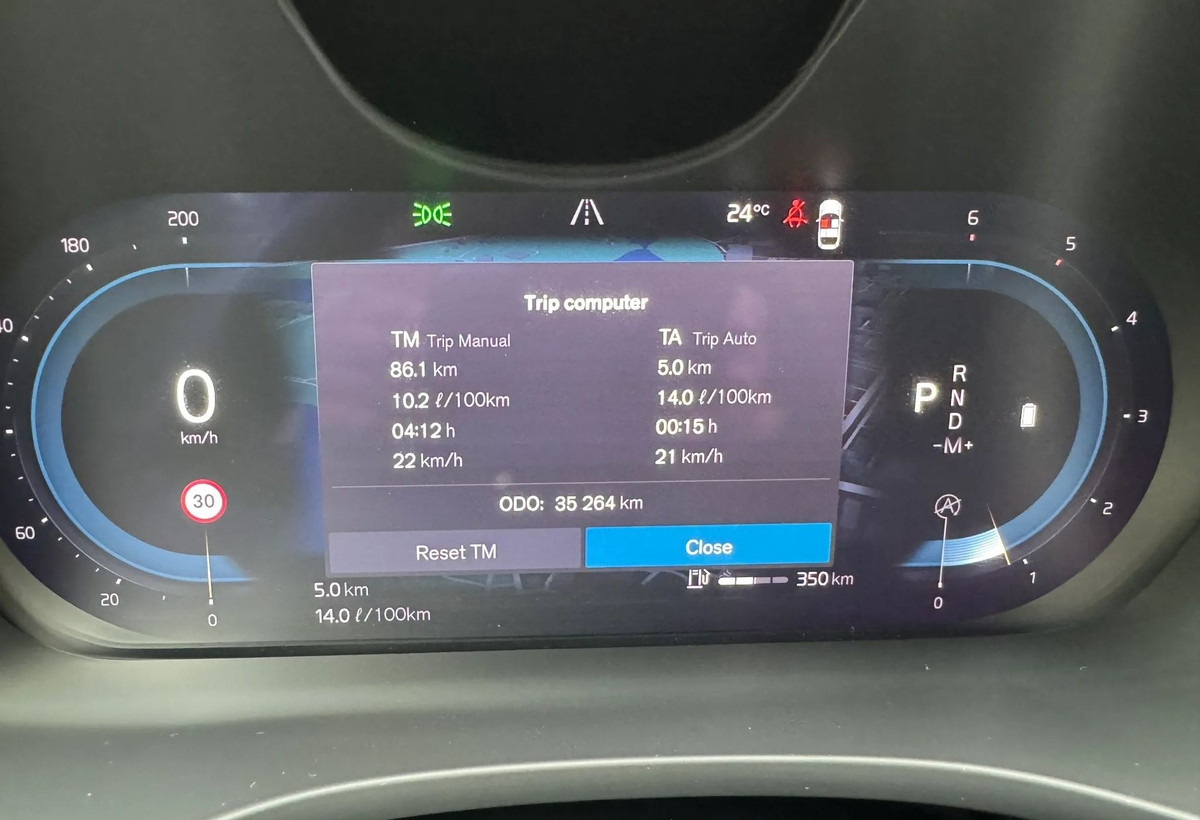 200
24°C
6
180
5
Trip computer
4
TM Trip Manual
TA Trip Auto
86.1 km
5.0 km
R
10.2 ℓ/100km
14.0 ℓ/100km
P N
0
D
3
04:12 h
00:15 h
km/h
-M+
22 km/h
21 km/h
30
ODO: 35 264 km
A
2
60
Reset TM
Close
5.0 km
350 km
1
20
14.0 ℓ/100km
0
0